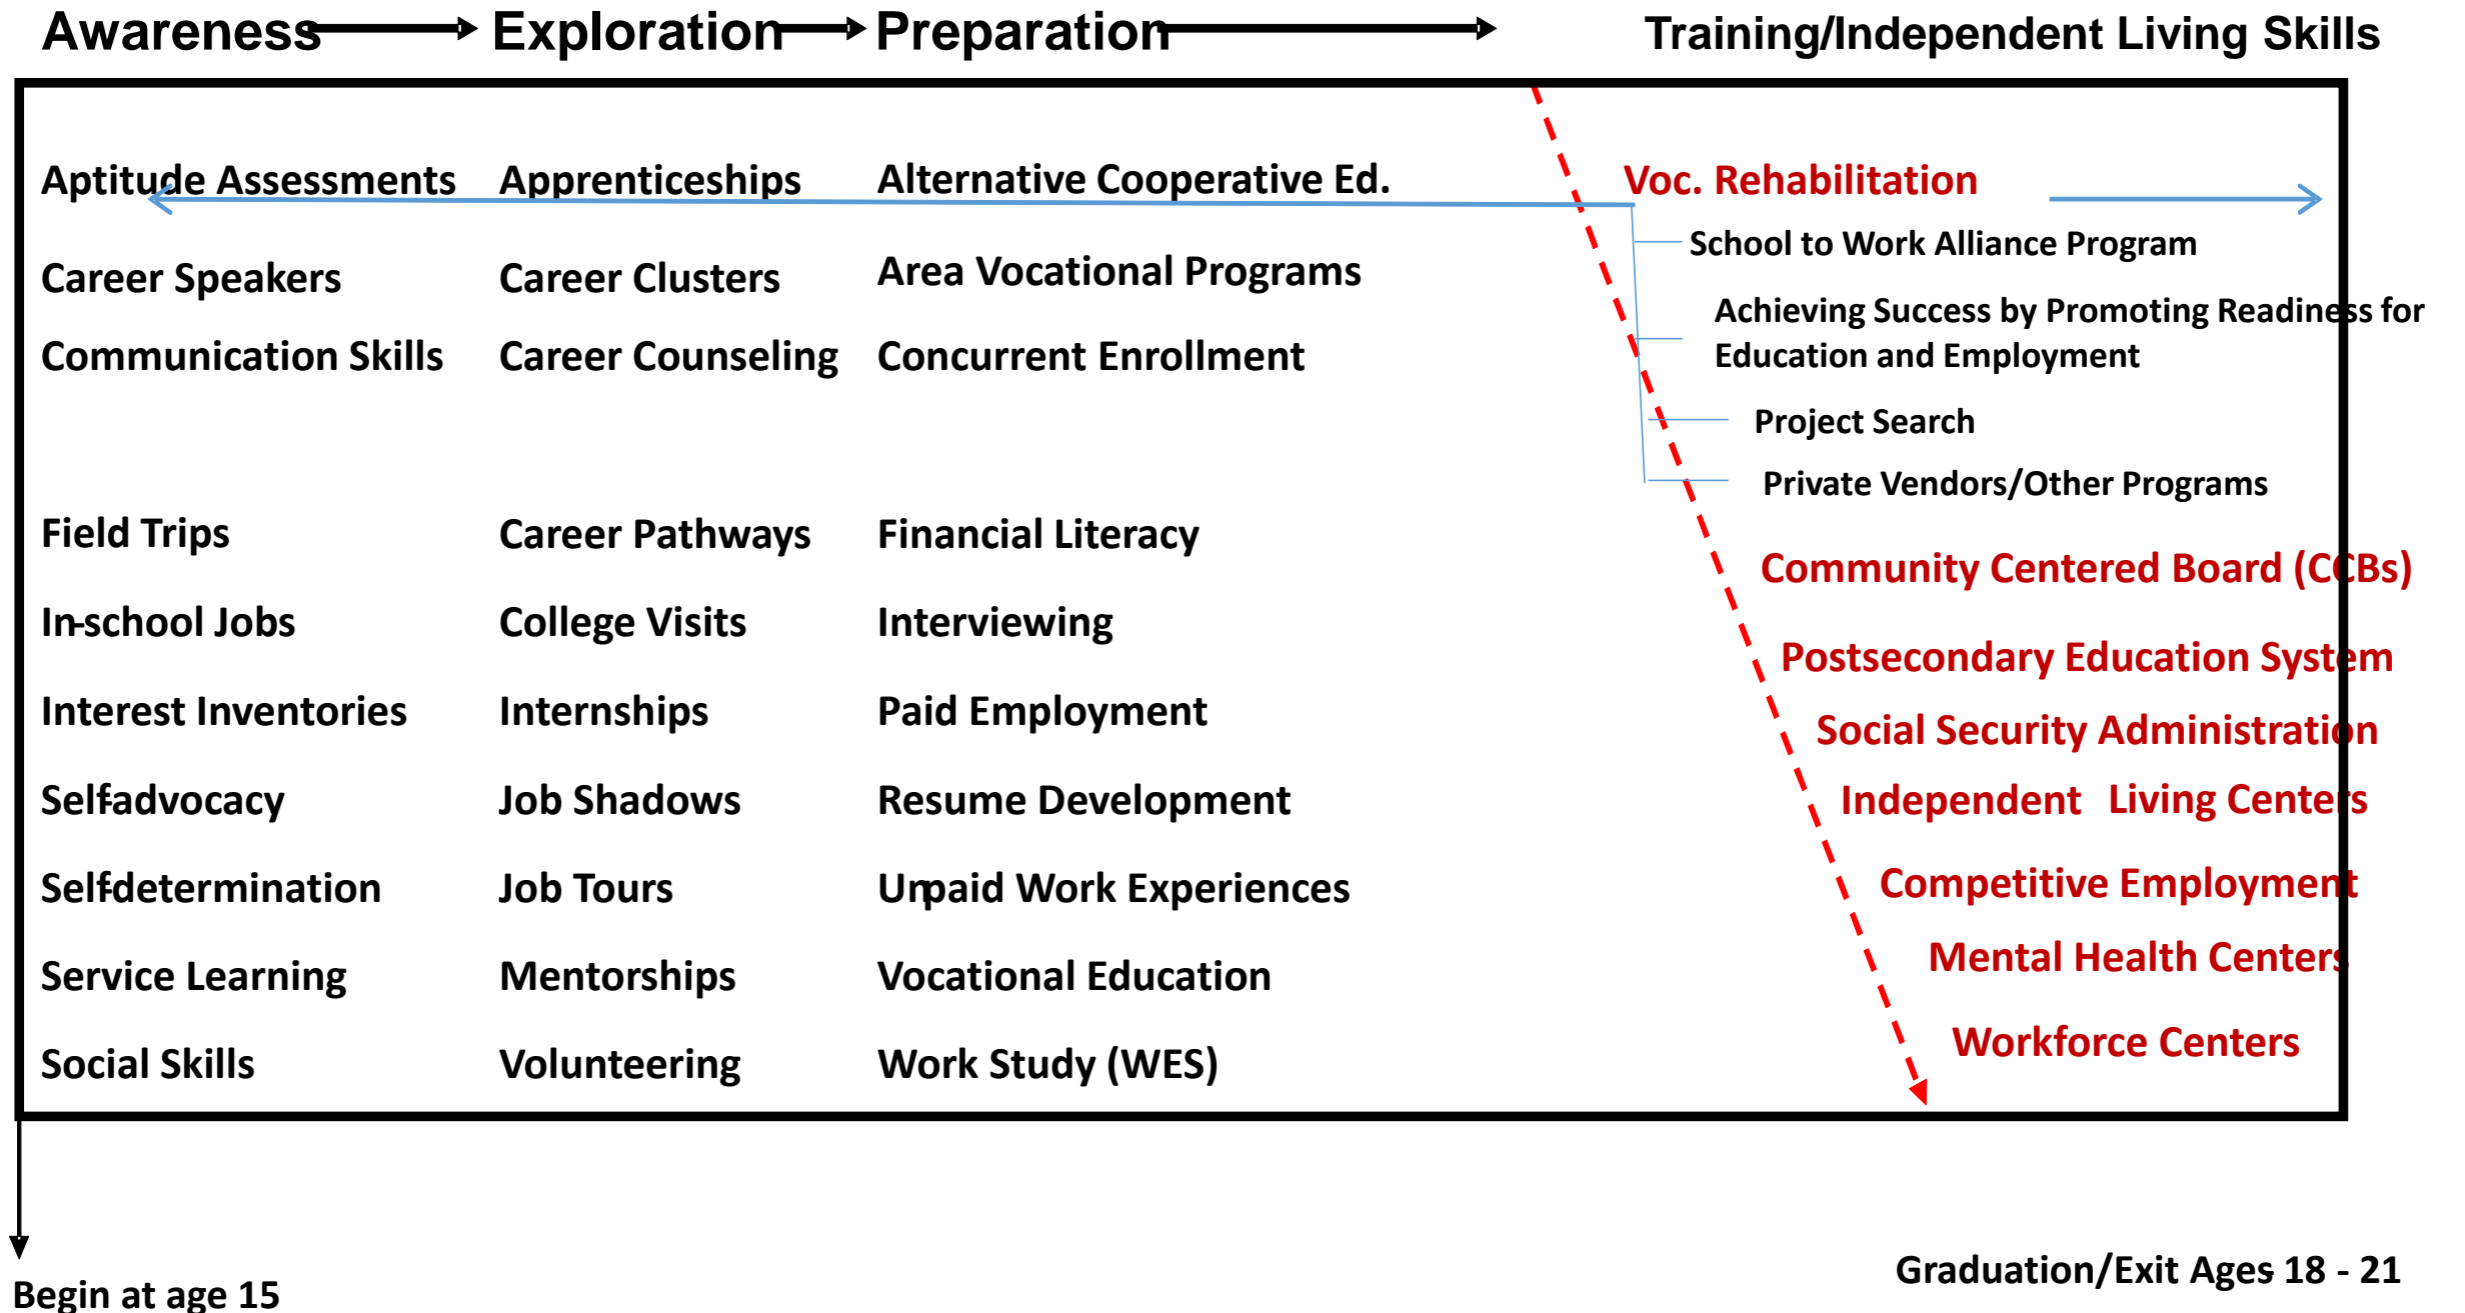 Awareness
Exploration
Preparation
Training/Independent Living Skills
Aptitude Assessments
Apprenticeships
Alternative Cooperative Ed.
Voc. Rehabilitation
School to Work Alliance Program
Career Speakers
Career Clusters
Area Vocational Programs
Achieving Success by Promoting Readiness for
Education and Employment
Communication Skills
Career Counseling
Concurrent Enrollment
Project Search
Private Vendors/Other Programs
Field Trips
Career Pathways
Financial Literacy
Community Centered Board (CCBs)
In-school Jobs
College Visits
Interviewing
Postsecondary Education System
Interest Inventories
Internships
Paid Employment
Social Security Administration
Self-advocacy
Job Shadows
Resume Development
Independent Living Centers
Self-determination
Job Tours
Unpaid Work Experiences
Competitive Employment
Service Learning
Mentorships
Vocational Education
Mental Health Centers
Social Skills
Volunteering
Work Study (WES)
Workforce Centers
Begin at age 15
Graduation/Exit Ages 18 - 21